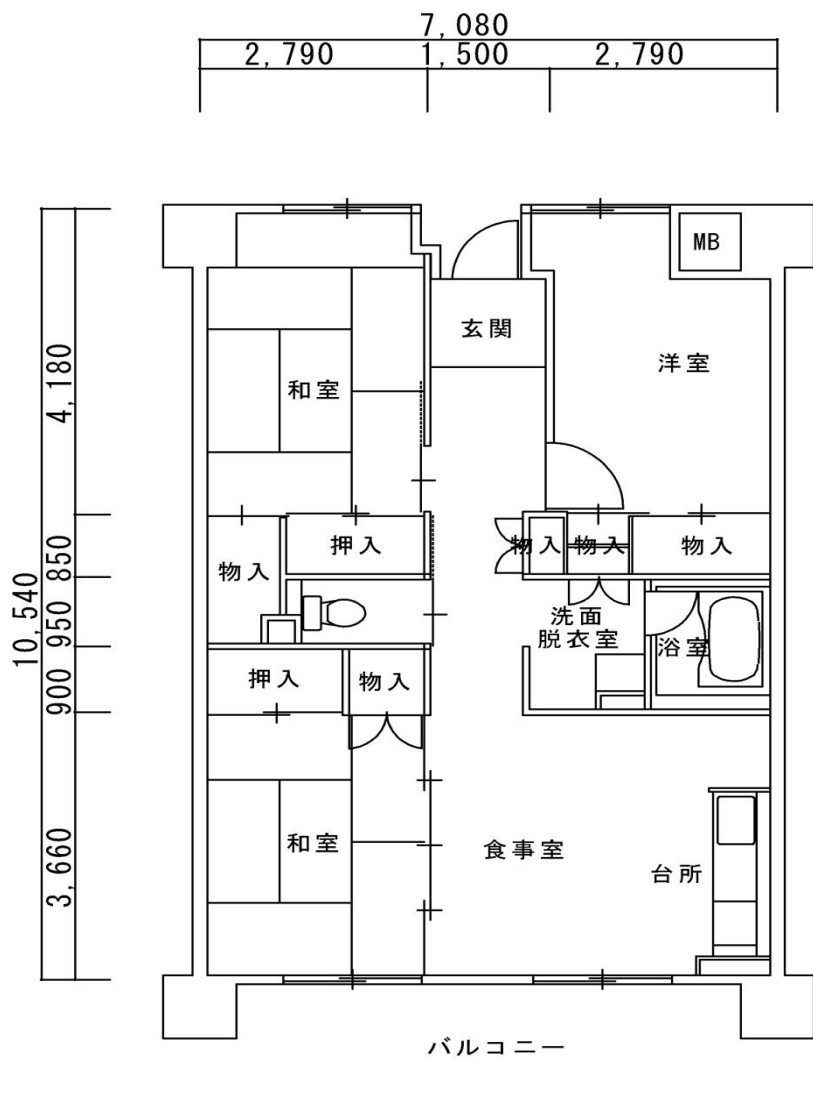 7,080
2,790
1,500
2,790
MB
玄関
洋室
和室
4,180
押入
物入
物入
物入
物入
850
10,540
950
洗面
脱衣室
浴室
押入
物入
900
和室
食事室
台所
3,660
バルコニー